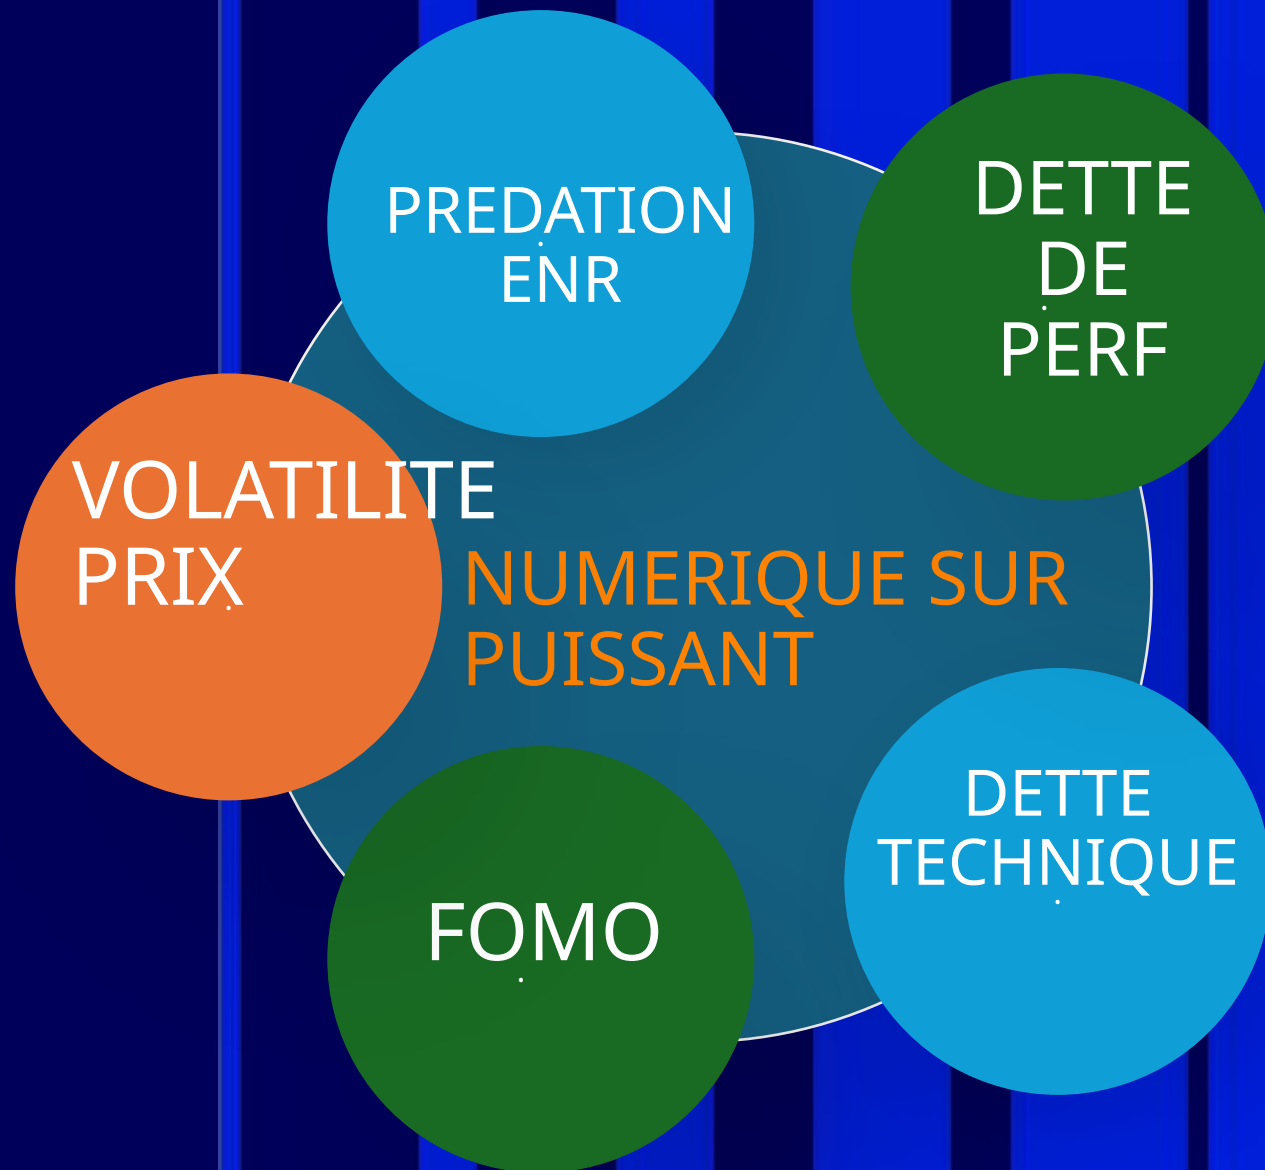 PREDATION
ENR
DETTE
DE
PERF
VOLATILITE
PRIX
NUMERIQUE SUR
PUISSANT
DETTE
TECHNIQUE
FOMO